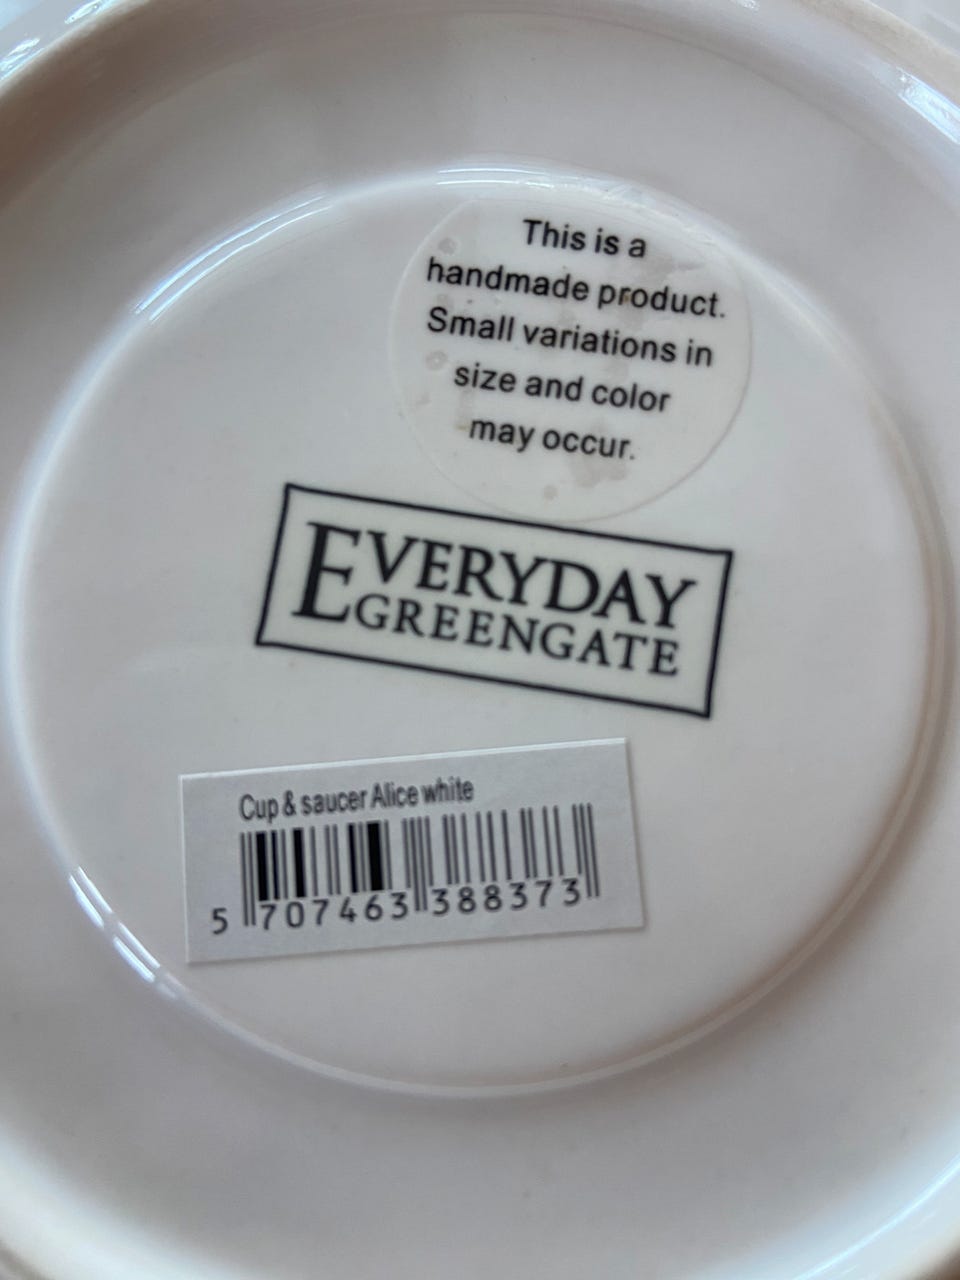 This is a
handmade product.
Small variations in
size and color
may occur.
EVERYDAY
GREENGATE
Cup & saucer Alice white
5 707463 388373